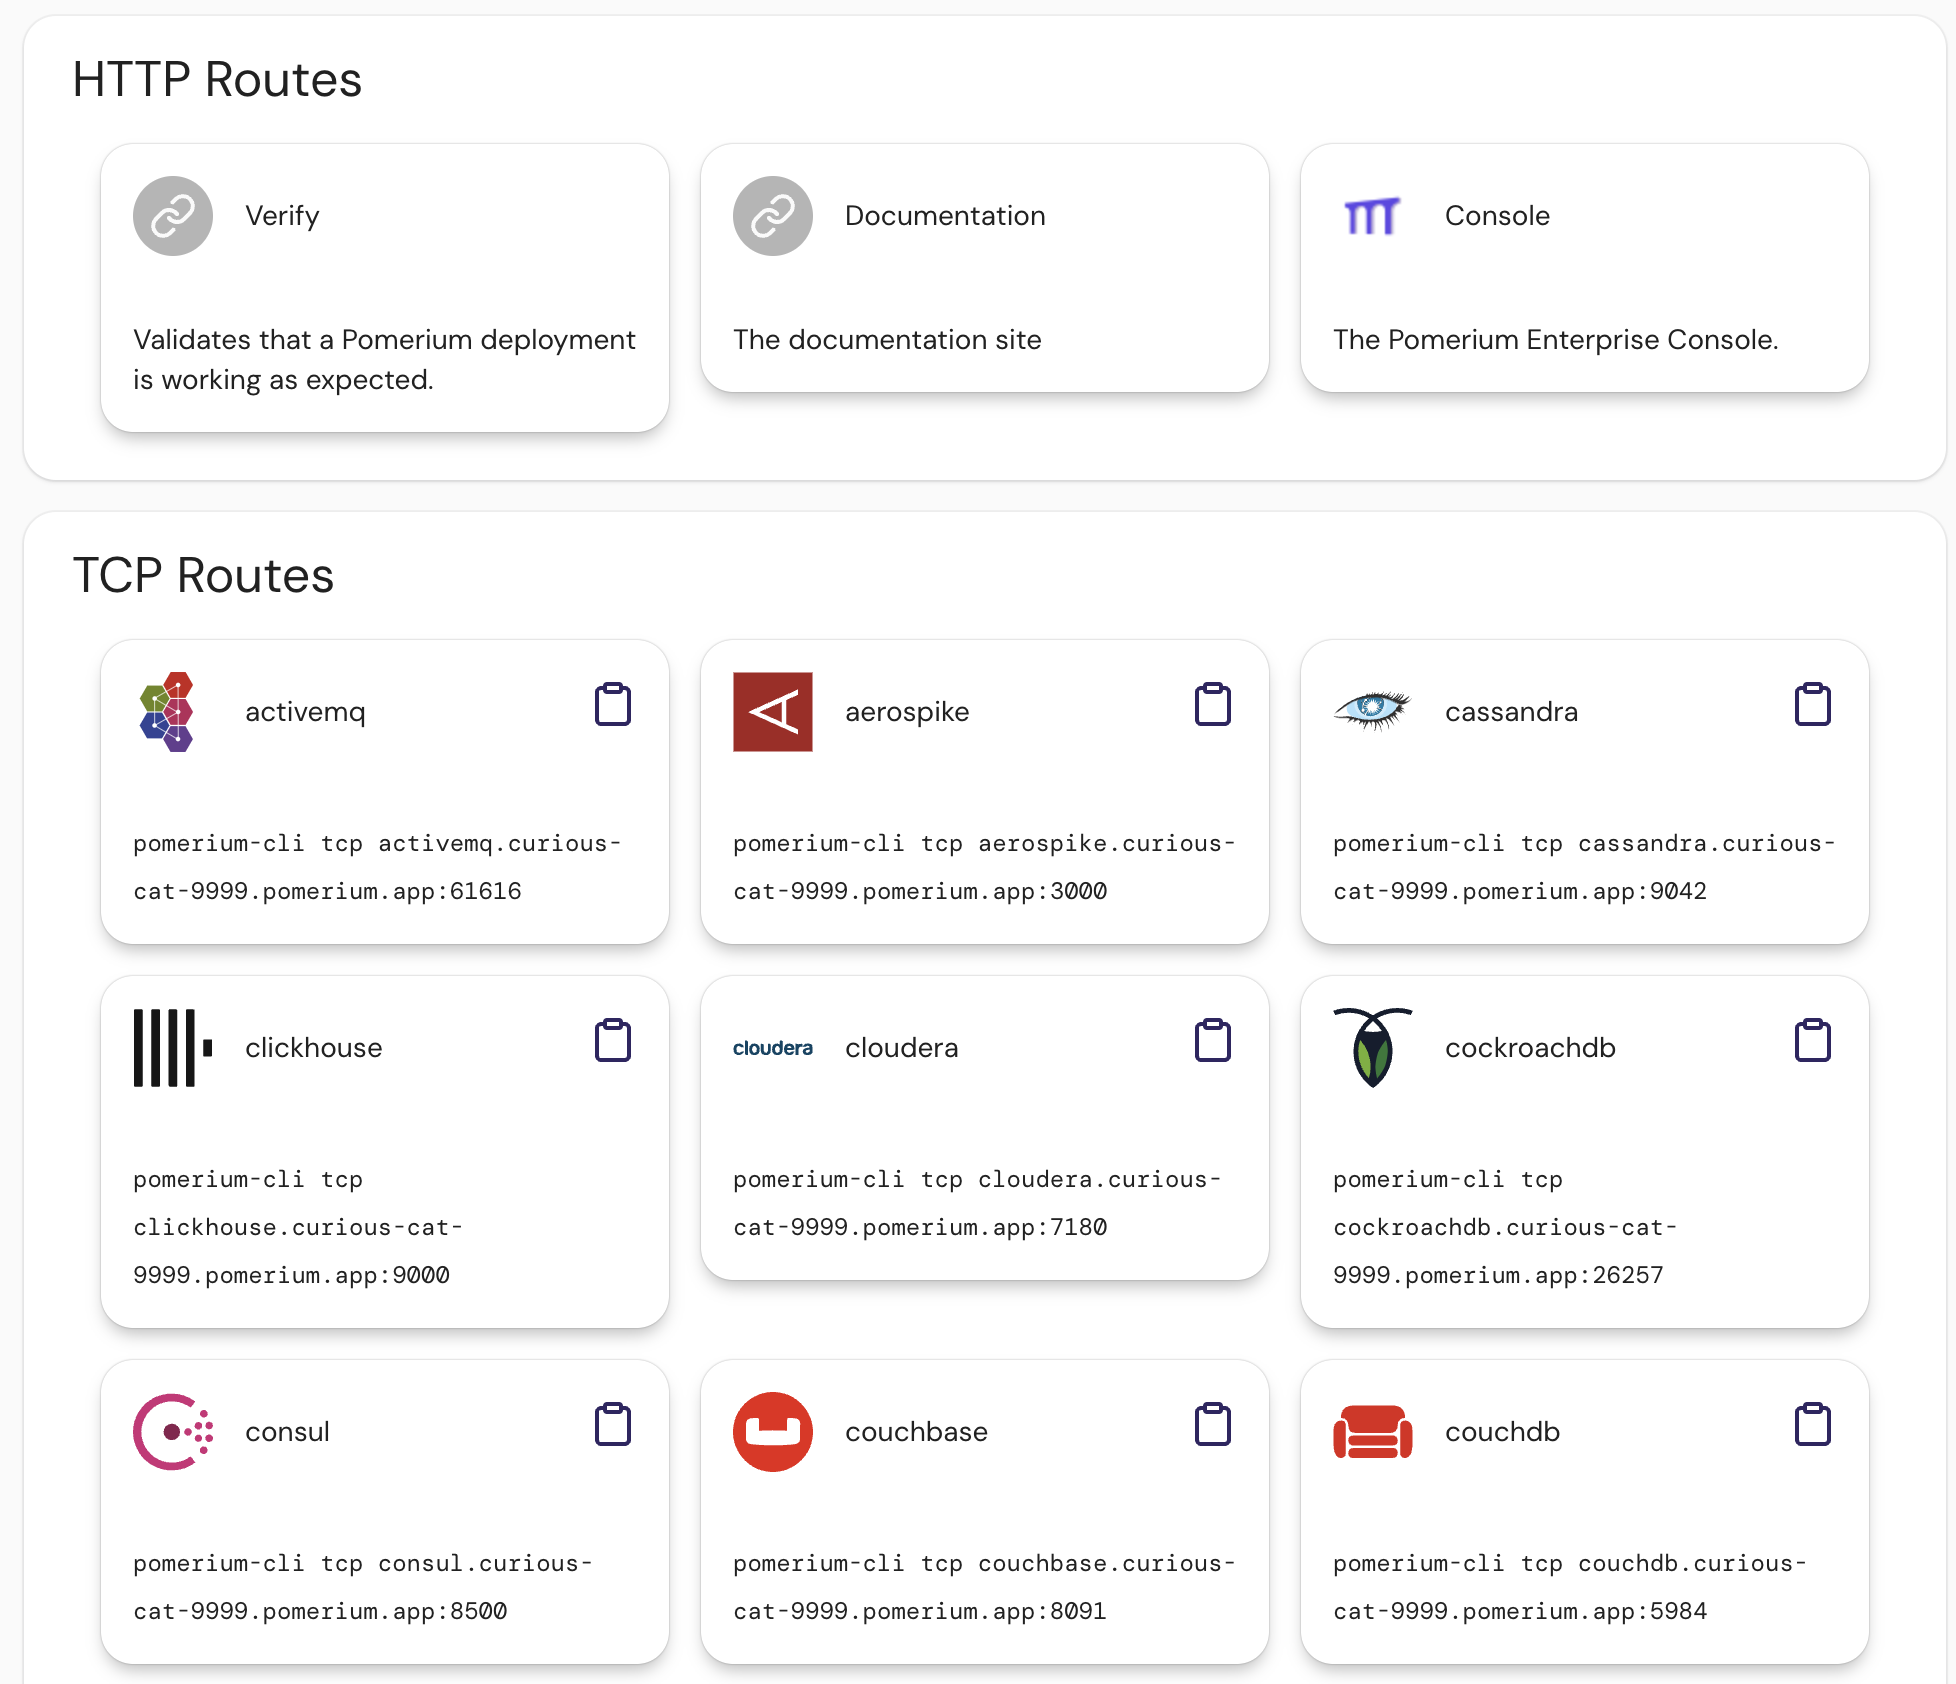 HTTP Routes
Verify
Validates that a Pomerium deployment
is working as expected.
Documentation
The documentation site
Console
The Pomerium Enterprise Console.
TCP Routes
activemq
pomerium-cli tcp activemq.curious-
cat-9999.pomerium.app:61616
aerospike
pomerium-cli tcp aerospike.curious-
cat-9999.pomerium.app:3000
cassandra
pomerium-cli tcp cassandra.curious-
cat-9999.pomerium.app:9042
clickhouse
pomerium-cli tcp
clickhouse.curious-cat-
9999.pomerium.app:9000
cloudera
cloudera
pomerium-cli tcp cloudera.curious-
cat-9999.pomerium.app:7180
cockroachdb
pomerium-cli tcp
cockroachdb.curious-cat-
9999.pomerium.app:26257
consul
pomerium-cli tcp consul.curious-
cat-9999.pomerium.app:8500
couchbase
pomerium-cli tcp couchbase.curious-
cat-9999.pomerium.app:8091
couchdb
pomerium-cli tcp couchdb.curious-
cat-9999.pomerium.app:5984